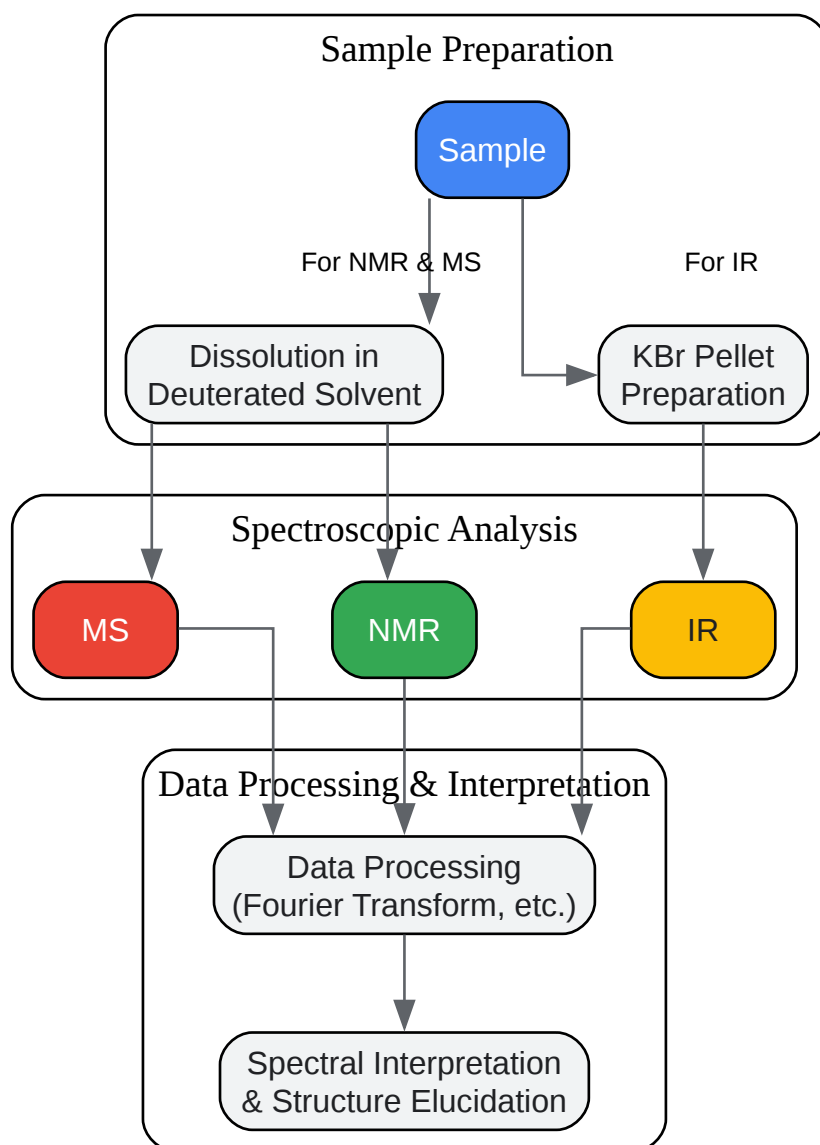 Sample Preparation
Sample
For NMR & MS
For IR
Dissolution in
Deuterated Solvent
KBr Pellet
Preparation
Spectroscopic Analysis
MS
NMR
IR
Data Processing & Interpretation
Data Processing
(Fourier Transform, etc.)
Spectral Interpretation
& Structure Elucidation